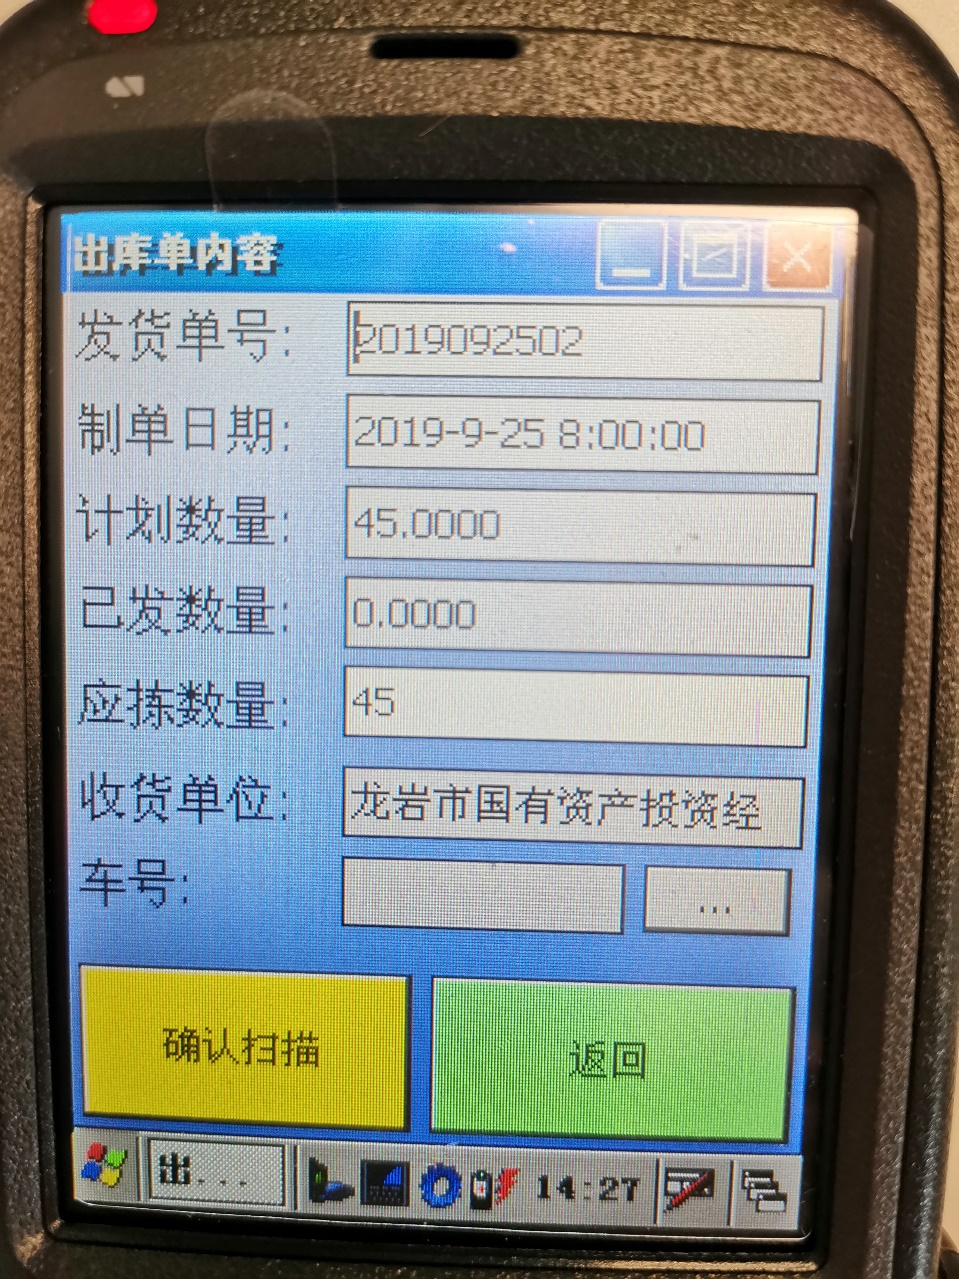 出库单内容
发货单号: 2019092502
制单日期: 2019-9-25 8:00:00
计划数量: 45.0000
已发数量: 0.0000
应拣数量: 45
收货单位: 龙岩市国有资产投资经
车号: ...
确认扫描 返回
出... 14:27